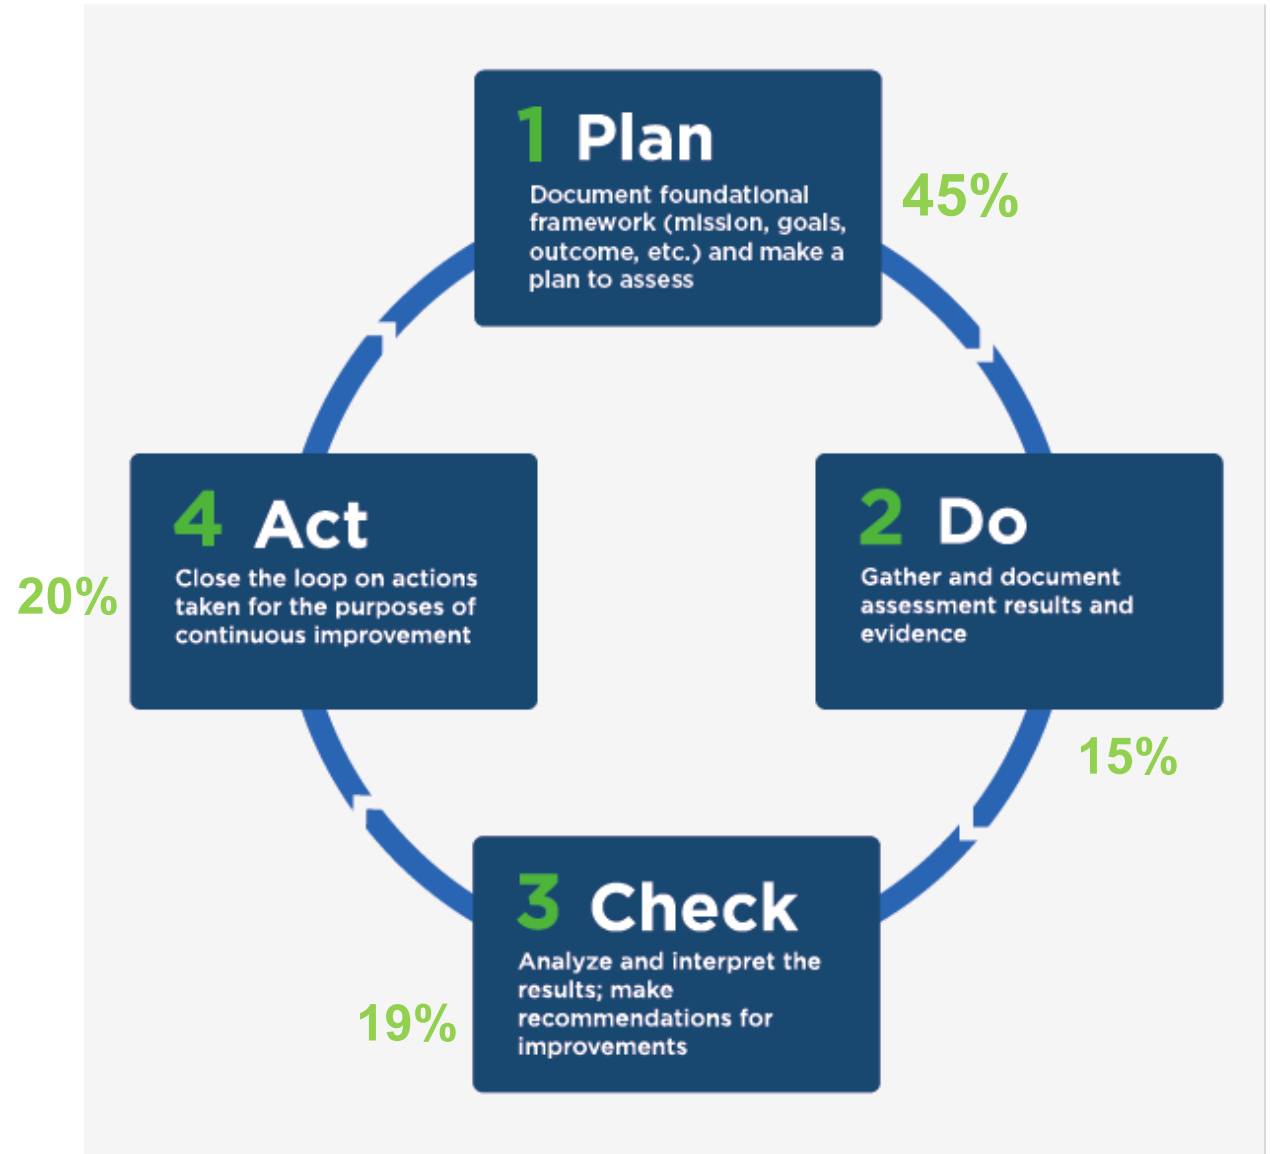 1 Plan
Document foundational
framework (mission, goals,
outcome, etc.) and make a
plan to assess
45%
2 Do
Gather and document
assessment results and
evidence
15%
3 Check
Analyze and interpret the
results; make
recommendations for
improvements
19%
4 Act
Close the loop on actions
taken for the purposes of
continuous improvement
20%